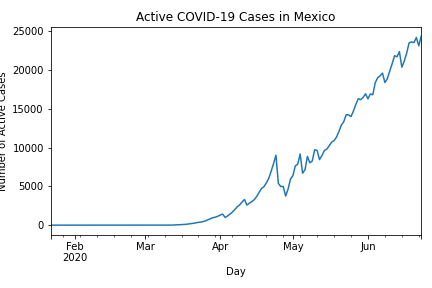 Active COVID-19 Cases in Mexico
Number of Active Cases
25000
20000
15000
10000
5000
0
Feb
2020
Mar
Apr
May
Jun
Day